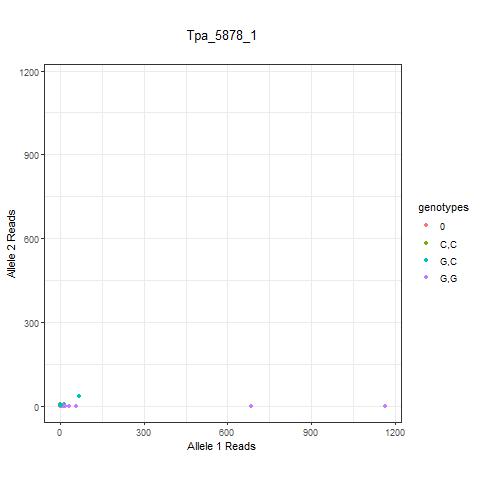 Tpa_5878_1
1200
900
600
300
0
Allele 2 Reads
0 300 600 900 1200
Allele 1 Reads
genotypes
0
C,C
G,C
G,G